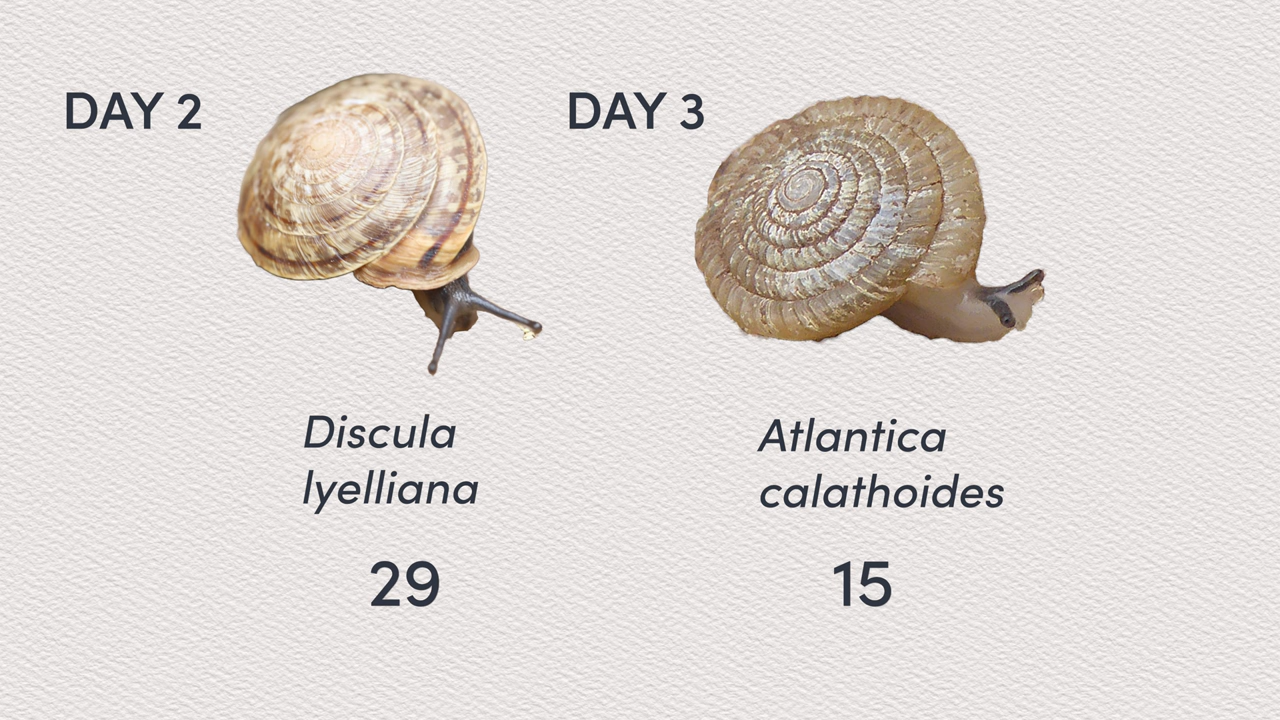 DAY 2
Discula
lyelliana
29
DAY 3
Atlantica
calathoides
15